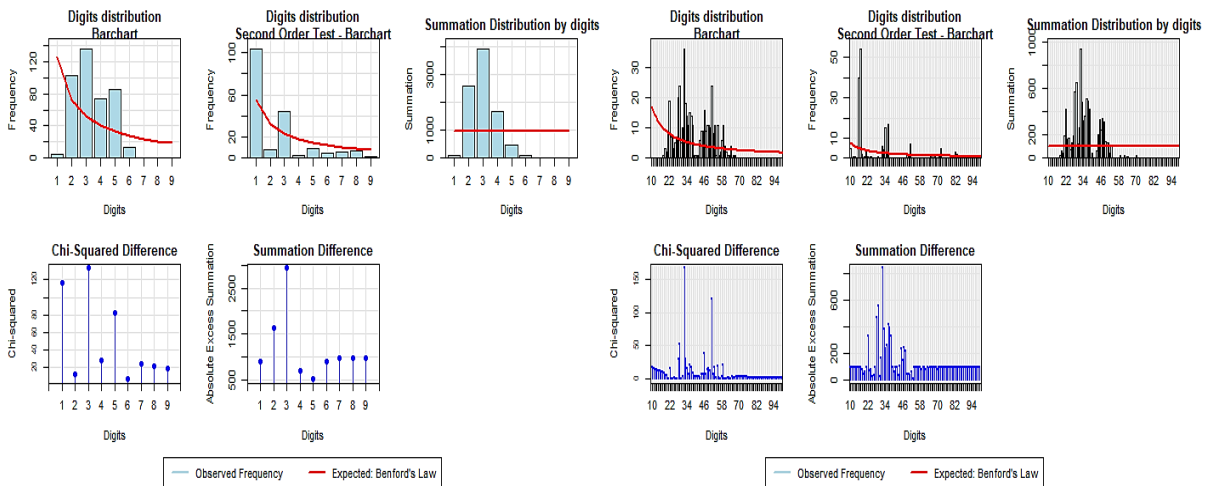 Digits distribution
Barchart
Frequency
0 40 80 120
1 2 3 4 5 6 7 8 9
Digits
Digits distribution
Second Order Test - Barchart
Frequency
0 20 40 60 80 100
1 2 3 4 5 6 7 8 9
Digits
Summation Distribution by digits
Summation
0 1000 3000
1 2 3 4 5 6 7 8 9
Digits
Digits distribution
Barchart
Frequency
0 10 20 30
10 22 34 46 58 70 82 94
Digits
Digits distribution
Second Order Test - Barchart
Frequency
0 10 30 50
10 22 34 46 58 70 82 94
Digits
Summation Distribution by digits
Summation
0 200 400 600 1000
10 22 34 46 58 70 82 94
Digits
Chi-Squared Difference
Chi-squared
20 40 60 80 120
1 2 3 4 5 6 7 8 9
Digits
Summation Difference
Absolute Excess Summation
500 1500 2500
1 2 3 4 5 6 7 8 9
Digits
Chi-Squared Difference
Chi-squared
0 50 100 150
10 22 34 46 58 70 82 94
Digits
Summation Difference
Absolute Excess Summation
0 200 600
10 22 34 46 58 70 82 94
Digits
Observed Frequency Expected: Benford's Law
Observed Frequency Expected: Benford's Law